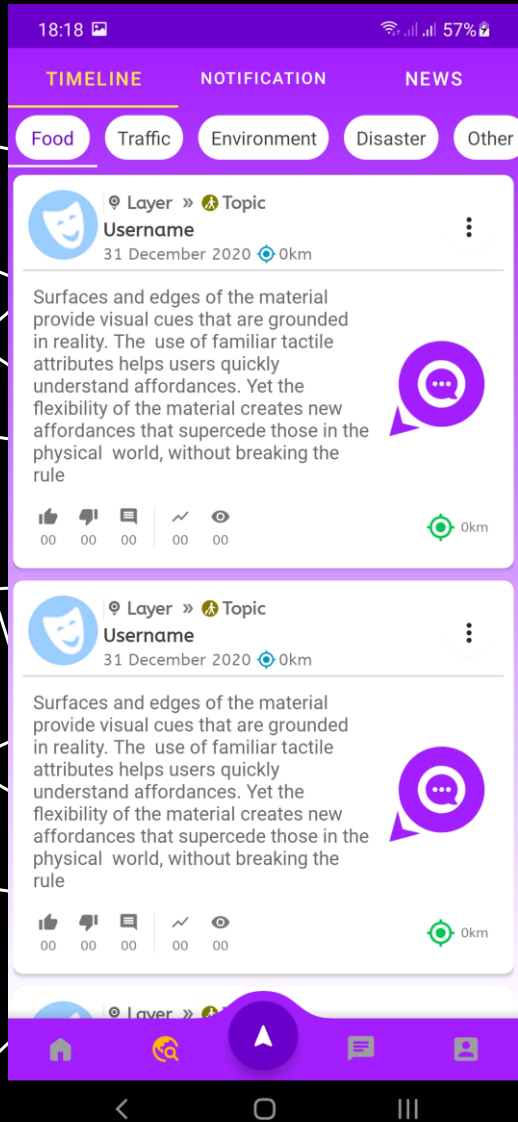 18:18 57%
TIMELINE NOTIFICATION NEWS
Food Traffic Environment Disaster Other
Layer » Topic
Username
31 December 2020 0km
Surfaces and edges of the material
provide visual cues that are grounded
in reality. The  use of familiar tactile
attributes helps users quickly
understand affordances. Yet the
flexibility of the material creates new
affordances that supercede those in the
physical  world, without breaking the
rule
00 00 00 00 00 0km
Layer » Topic
Username
31 December 2020 0km
Surfaces and edges of the material
provide visual cues that are grounded
in reality. The  use of familiar tactile
attributes helps users quickly
understand affordances. Yet the
flexibility of the material creates new
affordances that supercede those in the
physical  world, without breaking the
rule
00 00 00 00 00 0km
Layer »